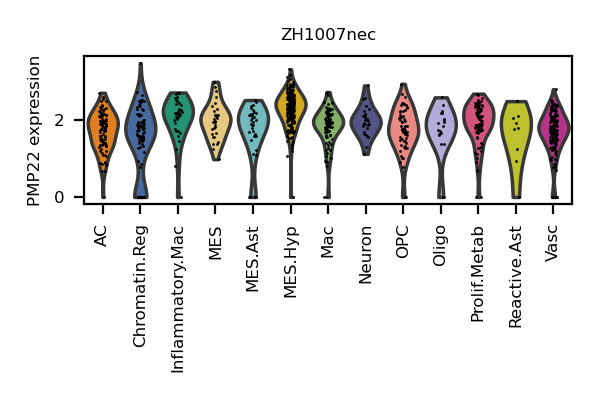 ZH1007nec
PMP22 expression
2
0
AC
Chromatin.Reg
Inflammatory.Mac
MES
MES.Ast
MES.Hyp
Mac
Neuron
OPC
Oligo
Prolif.Metab
Reactive.Ast
Vasc